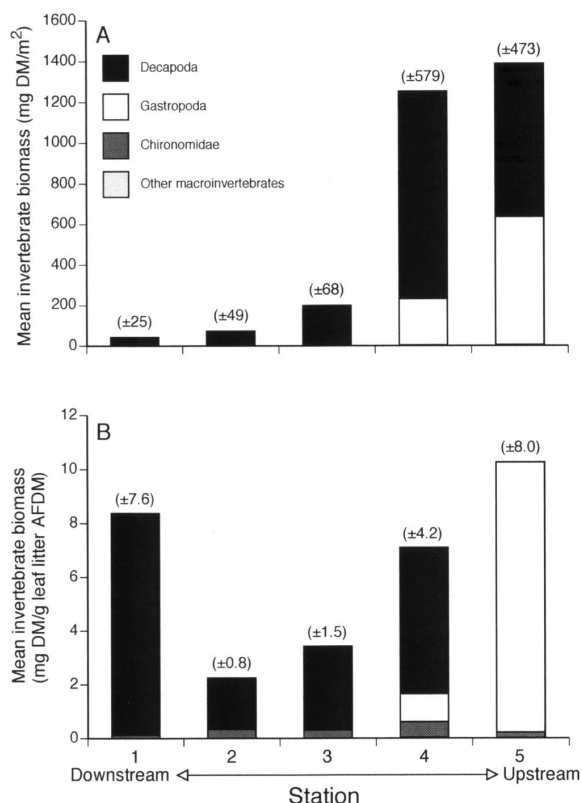 A
Mean invertebrate biomass (mg DM/m²)
1600
1400
1200
1000
800
600
400
200
0
Decapoda
Gastropoda
Chironomidae
Other macroinvertebrates
(±25)
(±49)
(±68)
(±579)
(±473)
B
Mean invertebrate biomass
(mg DM/g leaf litter AFDM)
12
10
8
6
4
2
0
(±7.6)
(±0.8)
(±1.5)
(±4.2)
(±8.0)
1 2 3 4 5
Downstream Upstream
Station